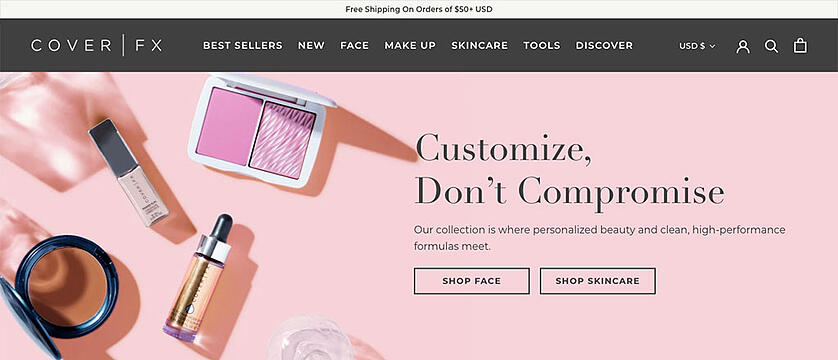 Free Shipping On Orders of $50+ USD
COVER | FX
BEST SELLERS NEW FACE MAKE UP SKINCARE TOOLS DISCOVER USD $
Customize,
Don't Compromise
Our collection is where personalized beauty and clean, high-performance
formulas meet.
SHOP FACE SHOP SKINCARE